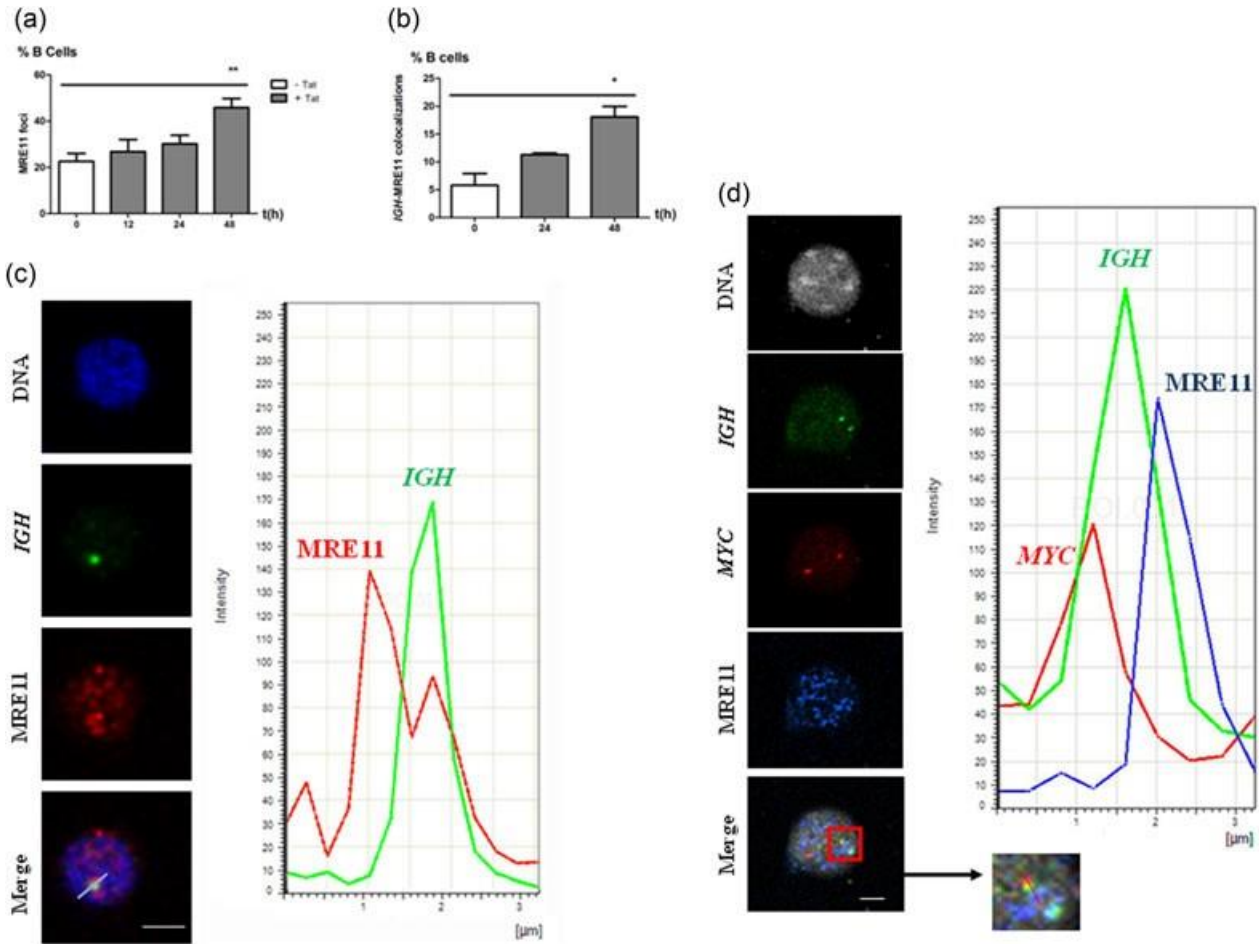 (a)
% B Cells
**
60
40
20
0
MRE11 foci
0 12 24 48 t(h)
- Tat
+ Tat
(b)
% B cells
*
25
20
15
10
5
0
IGH-MRE11 colocalizations
0 24 48 t(h)
(c)
DNA
IGH
MRE11
Merge
Intensity
250
240
230
220
210
200
190
180
170
160
150
140
130
120
110
100
90
80
70
60
50
40
30
20
10
0
MRE11
IGH
1 2 3
[µm]
(d)
DNA
IGH
MYC
MRE11
Merge
Intensity
250
240
230
220
210
200
190
180
170
160
150
140
130
120
110
100
90
80
70
60
50
40
30
20
10
0
IGH
MRE11
MYC
1 2 3
[µm]